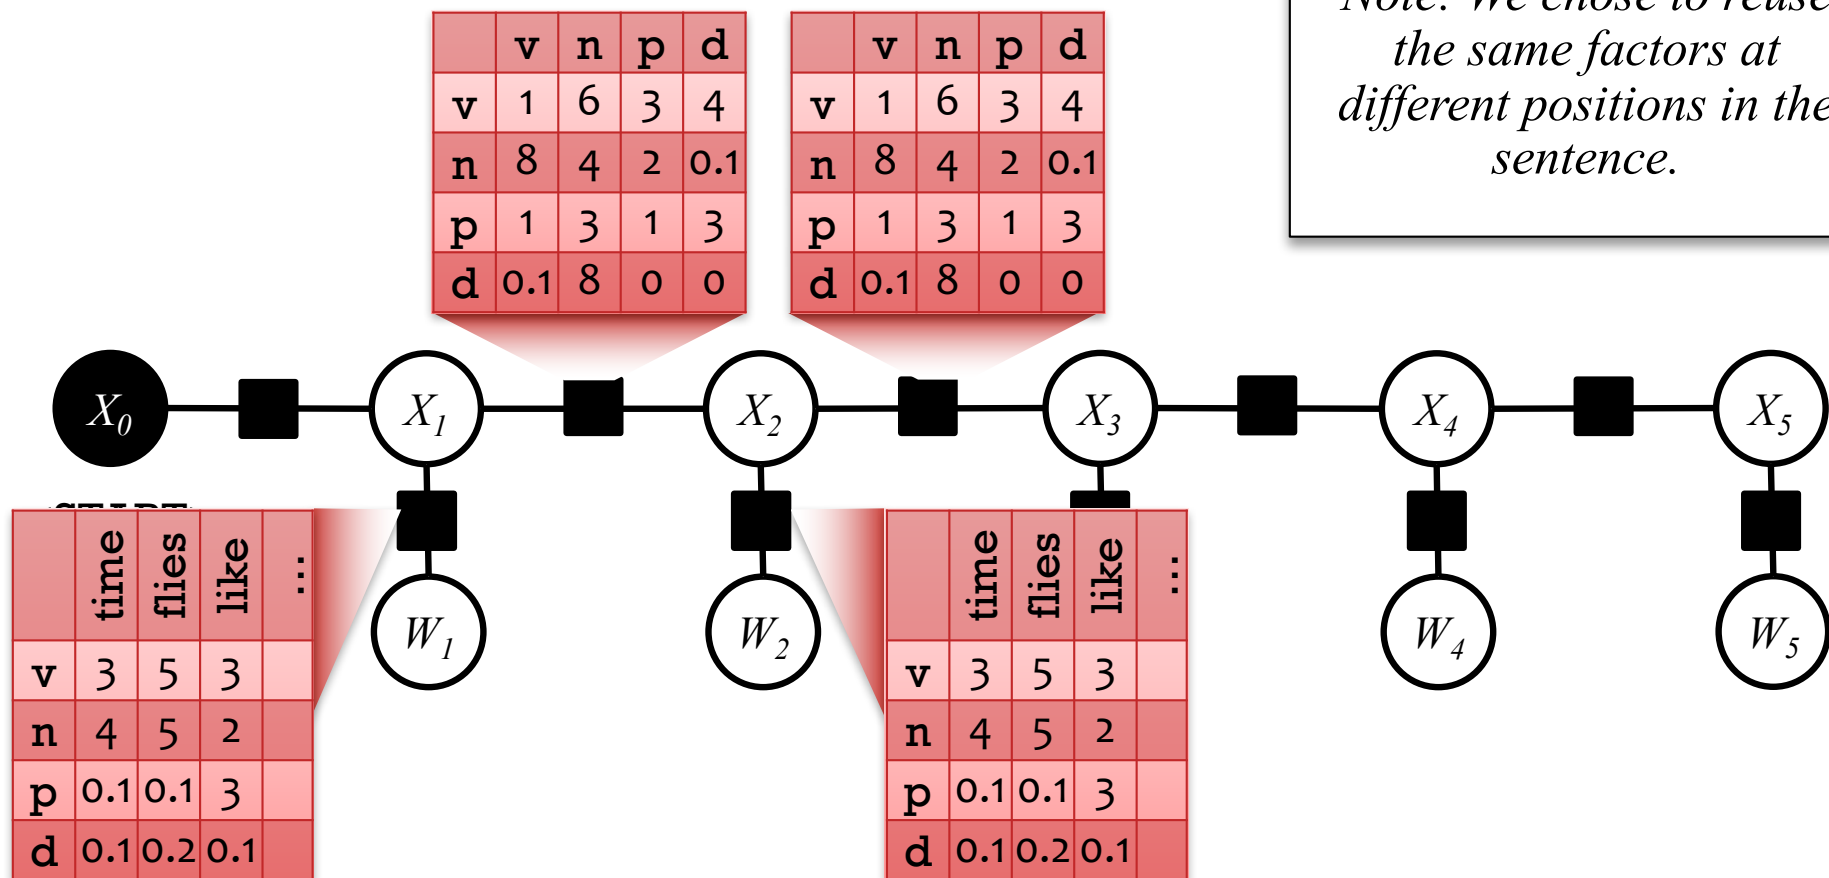 Note: We chose to reuse
the same factors at
different positions in the
sentence.
v n p d
v 1 6 3 4
n 8 4 2 0.1
p 1 3 1 3
d 0.1 8 0 0
v n p d
v 1 6 3 4
n 8 4 2 0.1
p 1 3 1 3
d 0.1 8 0 0
X0 X1 X2 X3 X4 X5
time flies like ...
v 3 5 3
n 4 5 2
p 0.1 0.1 3
d 0.1 0.2 0.1
W1 W2
time flies like ...
v 3 5 3
n 4 5 2
p 0.1 0.1 3
d 0.1 0.2 0.1
W4 W5